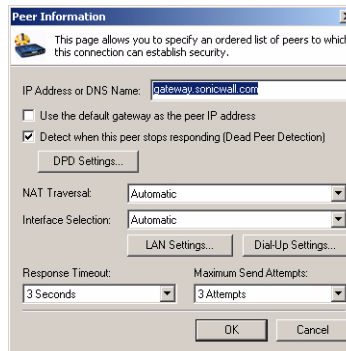 Peer Information
This page allows you to specify an ordered list of peers to which
this connection can establish security.
IP Address or DNS Name: gateway.sonicwall.com
Use the default gateway as the peer IP address
Detect when this peer stops responding (Dead Peer Detection)
DPD Settings...
NAT Traversal: Automatic
Interface Selection: Automatic
LAN Settings... Dial-Up Settings...
Response Timeout: Maximum Send Attempts:
3 Seconds 3 Attempts
OK Cancel